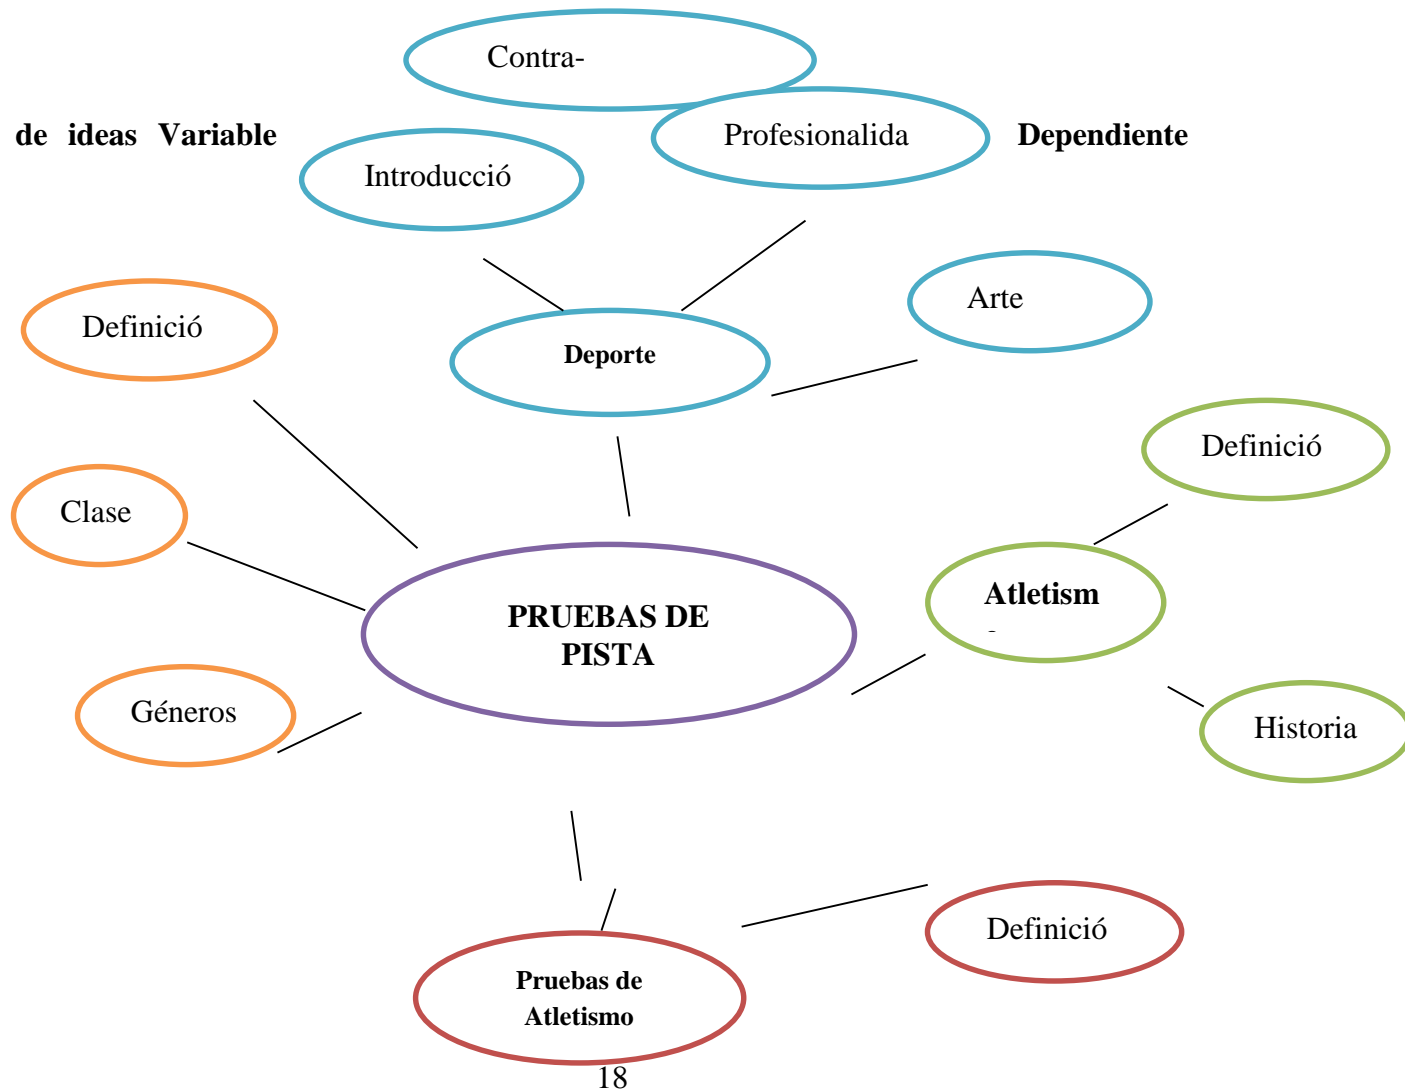 Contra-
de ideas Variable
Profesionalida
Dependiente
Introducció
Arte
Definició
Deporte
Definició
Clase
Atletism
PRUEBAS DE
PISTA
Géneros
Historia
Definició
Pruebas de
Atletismo
18